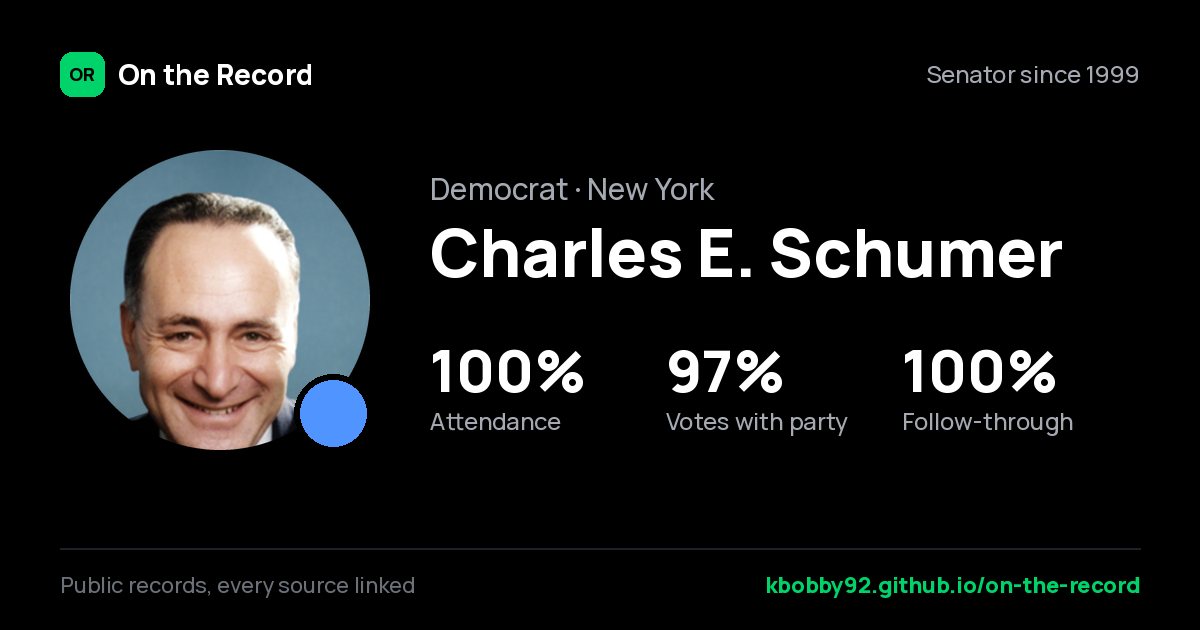 OR On the Record
Senator since 1999
Democrat · New York
Charles E. Schumer
100% 97% 100%
Attendance Votes with party Follow-through
Public records, every source linked
kbobby92.github.io/on-the-record